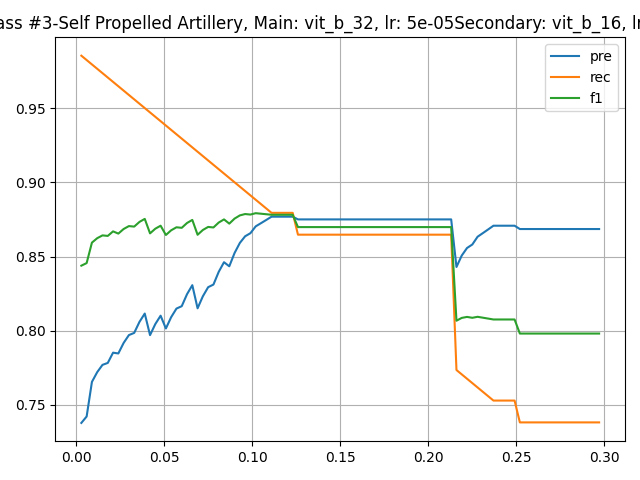 ass #3-Self Propelled Artillery, Main: vit_b_32, lr: 5e-05Secondary: vit_b_16, lr
pre
rec
f1
0.95
0.90
0.85
0.80
0.75
0.00 0.05 0.10 0.15 0.20 0.25 0.30